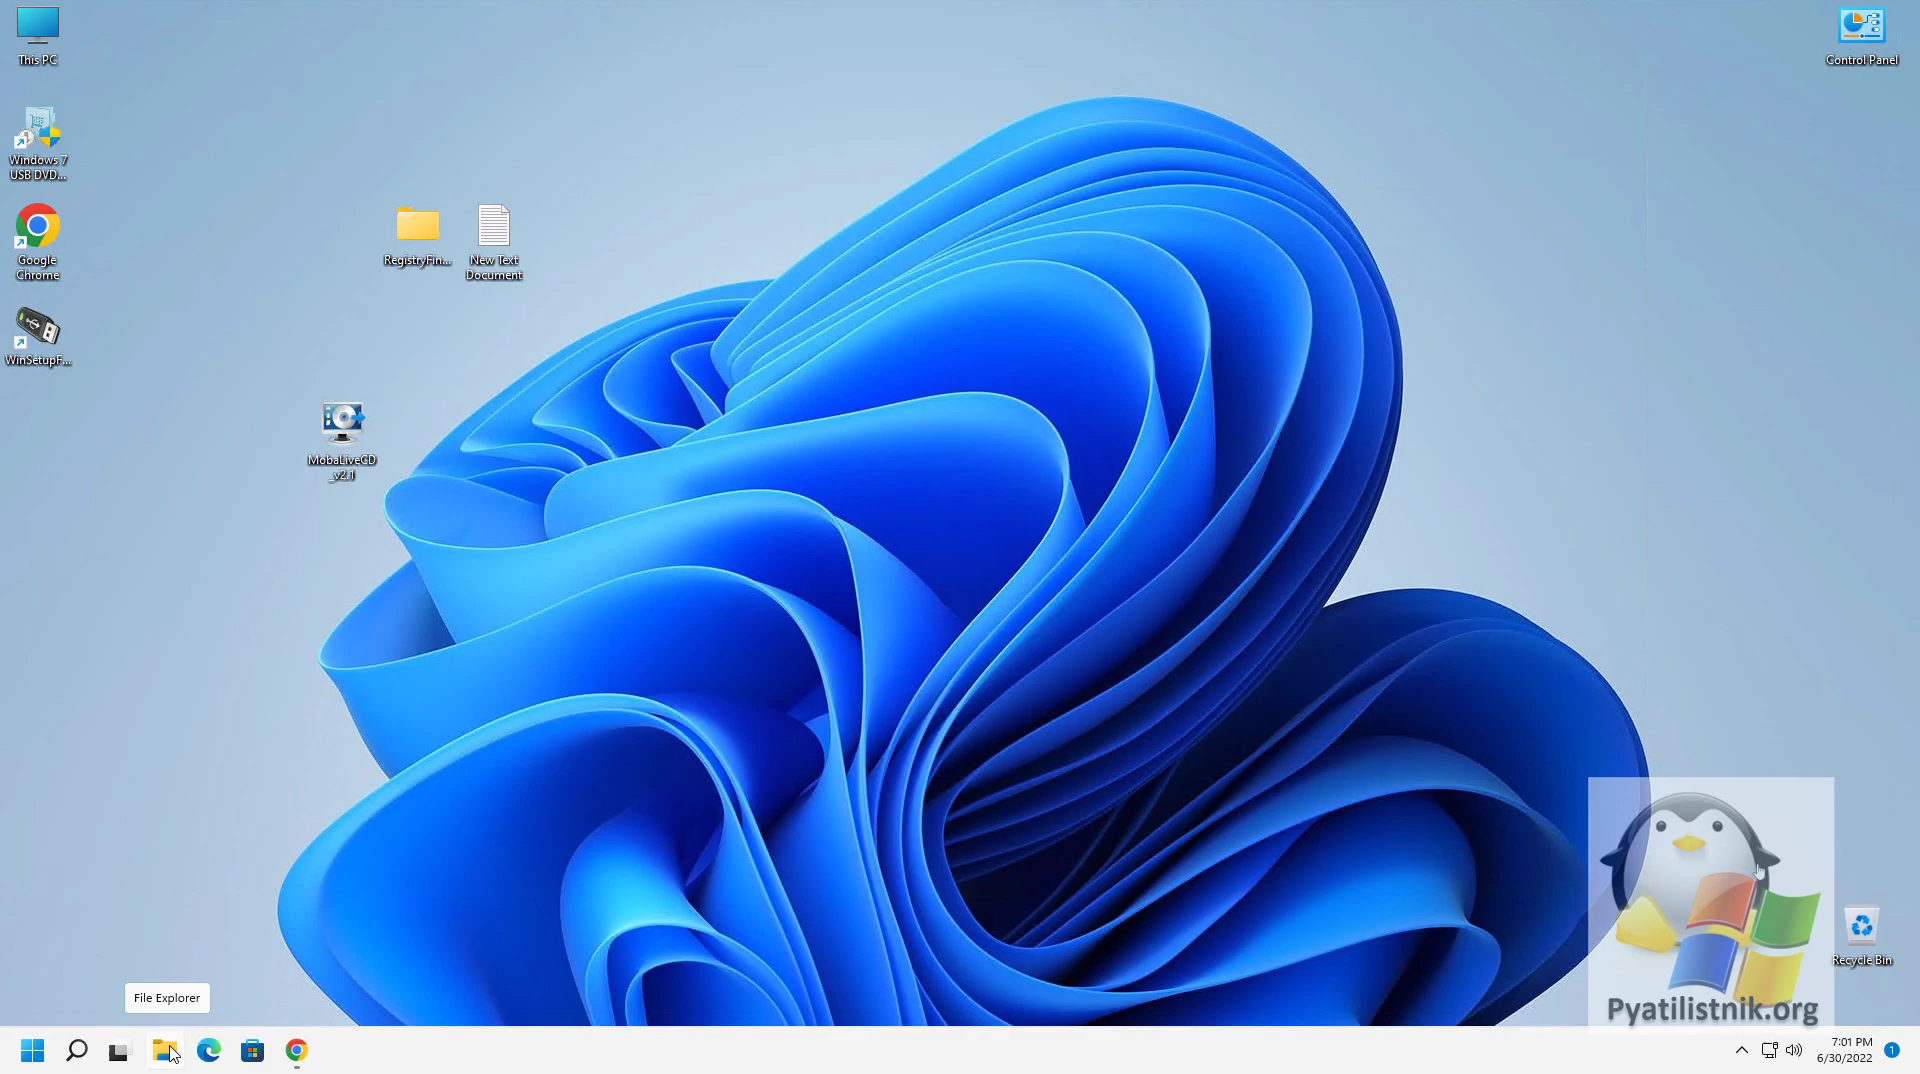 This PC
Control Panel
Windows 7
USB DVD...
RegistryFin...
New Text
Document
Google
Chrome
WinSetupF...
MobaLiveCD
_v2.1
Recycle Bin
File Explorer
Pyatilistnik.org
7:01 PM
6/30/2022
1